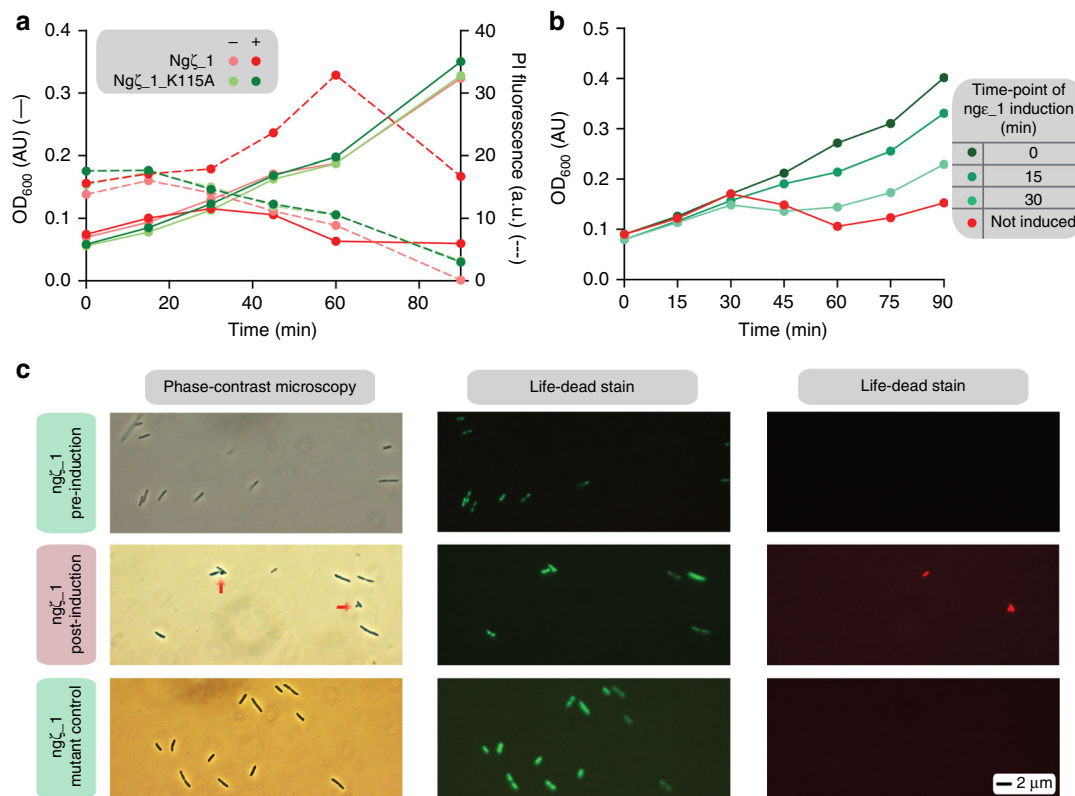 a
0.4
0.3
0.2
0.1
0.0
OD600 (AU) (—)
– +
Ngζ_1
Ngζ_1_K115A
40
30
20
10
0
PI fluorescence (a.u.) (---)
0 20 40 60 80
Time (min)
b
0.5
0.4
0.3
0.2
0.1
0.0
OD600 (AU)
0 15 30 45 60 75 90
Time (min)
Time-point of
ngε_1 induction
(min)
0
15
30
Not induced
c
Phase-contrast microscopy
Life-dead stain
Life-dead stain
ngζ_1
pre-induction
ngζ_1
post-induction
ngζ_1
mutant control
2 μm